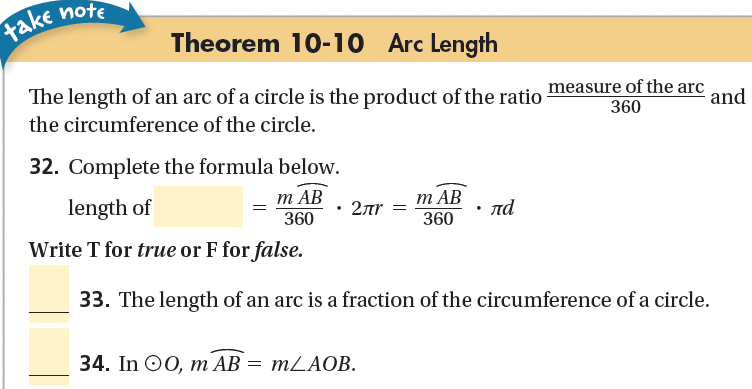 take note
Theorem 10-10 Arc Length
The length of an arc of a circle is the product of the ratio measure of the arc/360 and
the circumference of the circle.
32. Complete the formula below.
length of = m A͡B/360 · 2πr = m A͡B/360 · πd
Write T for true or F for false.
33. The length of an arc is a fraction of the circumference of a circle.
34. In ⊙O, m A͡B = m∠AOB.